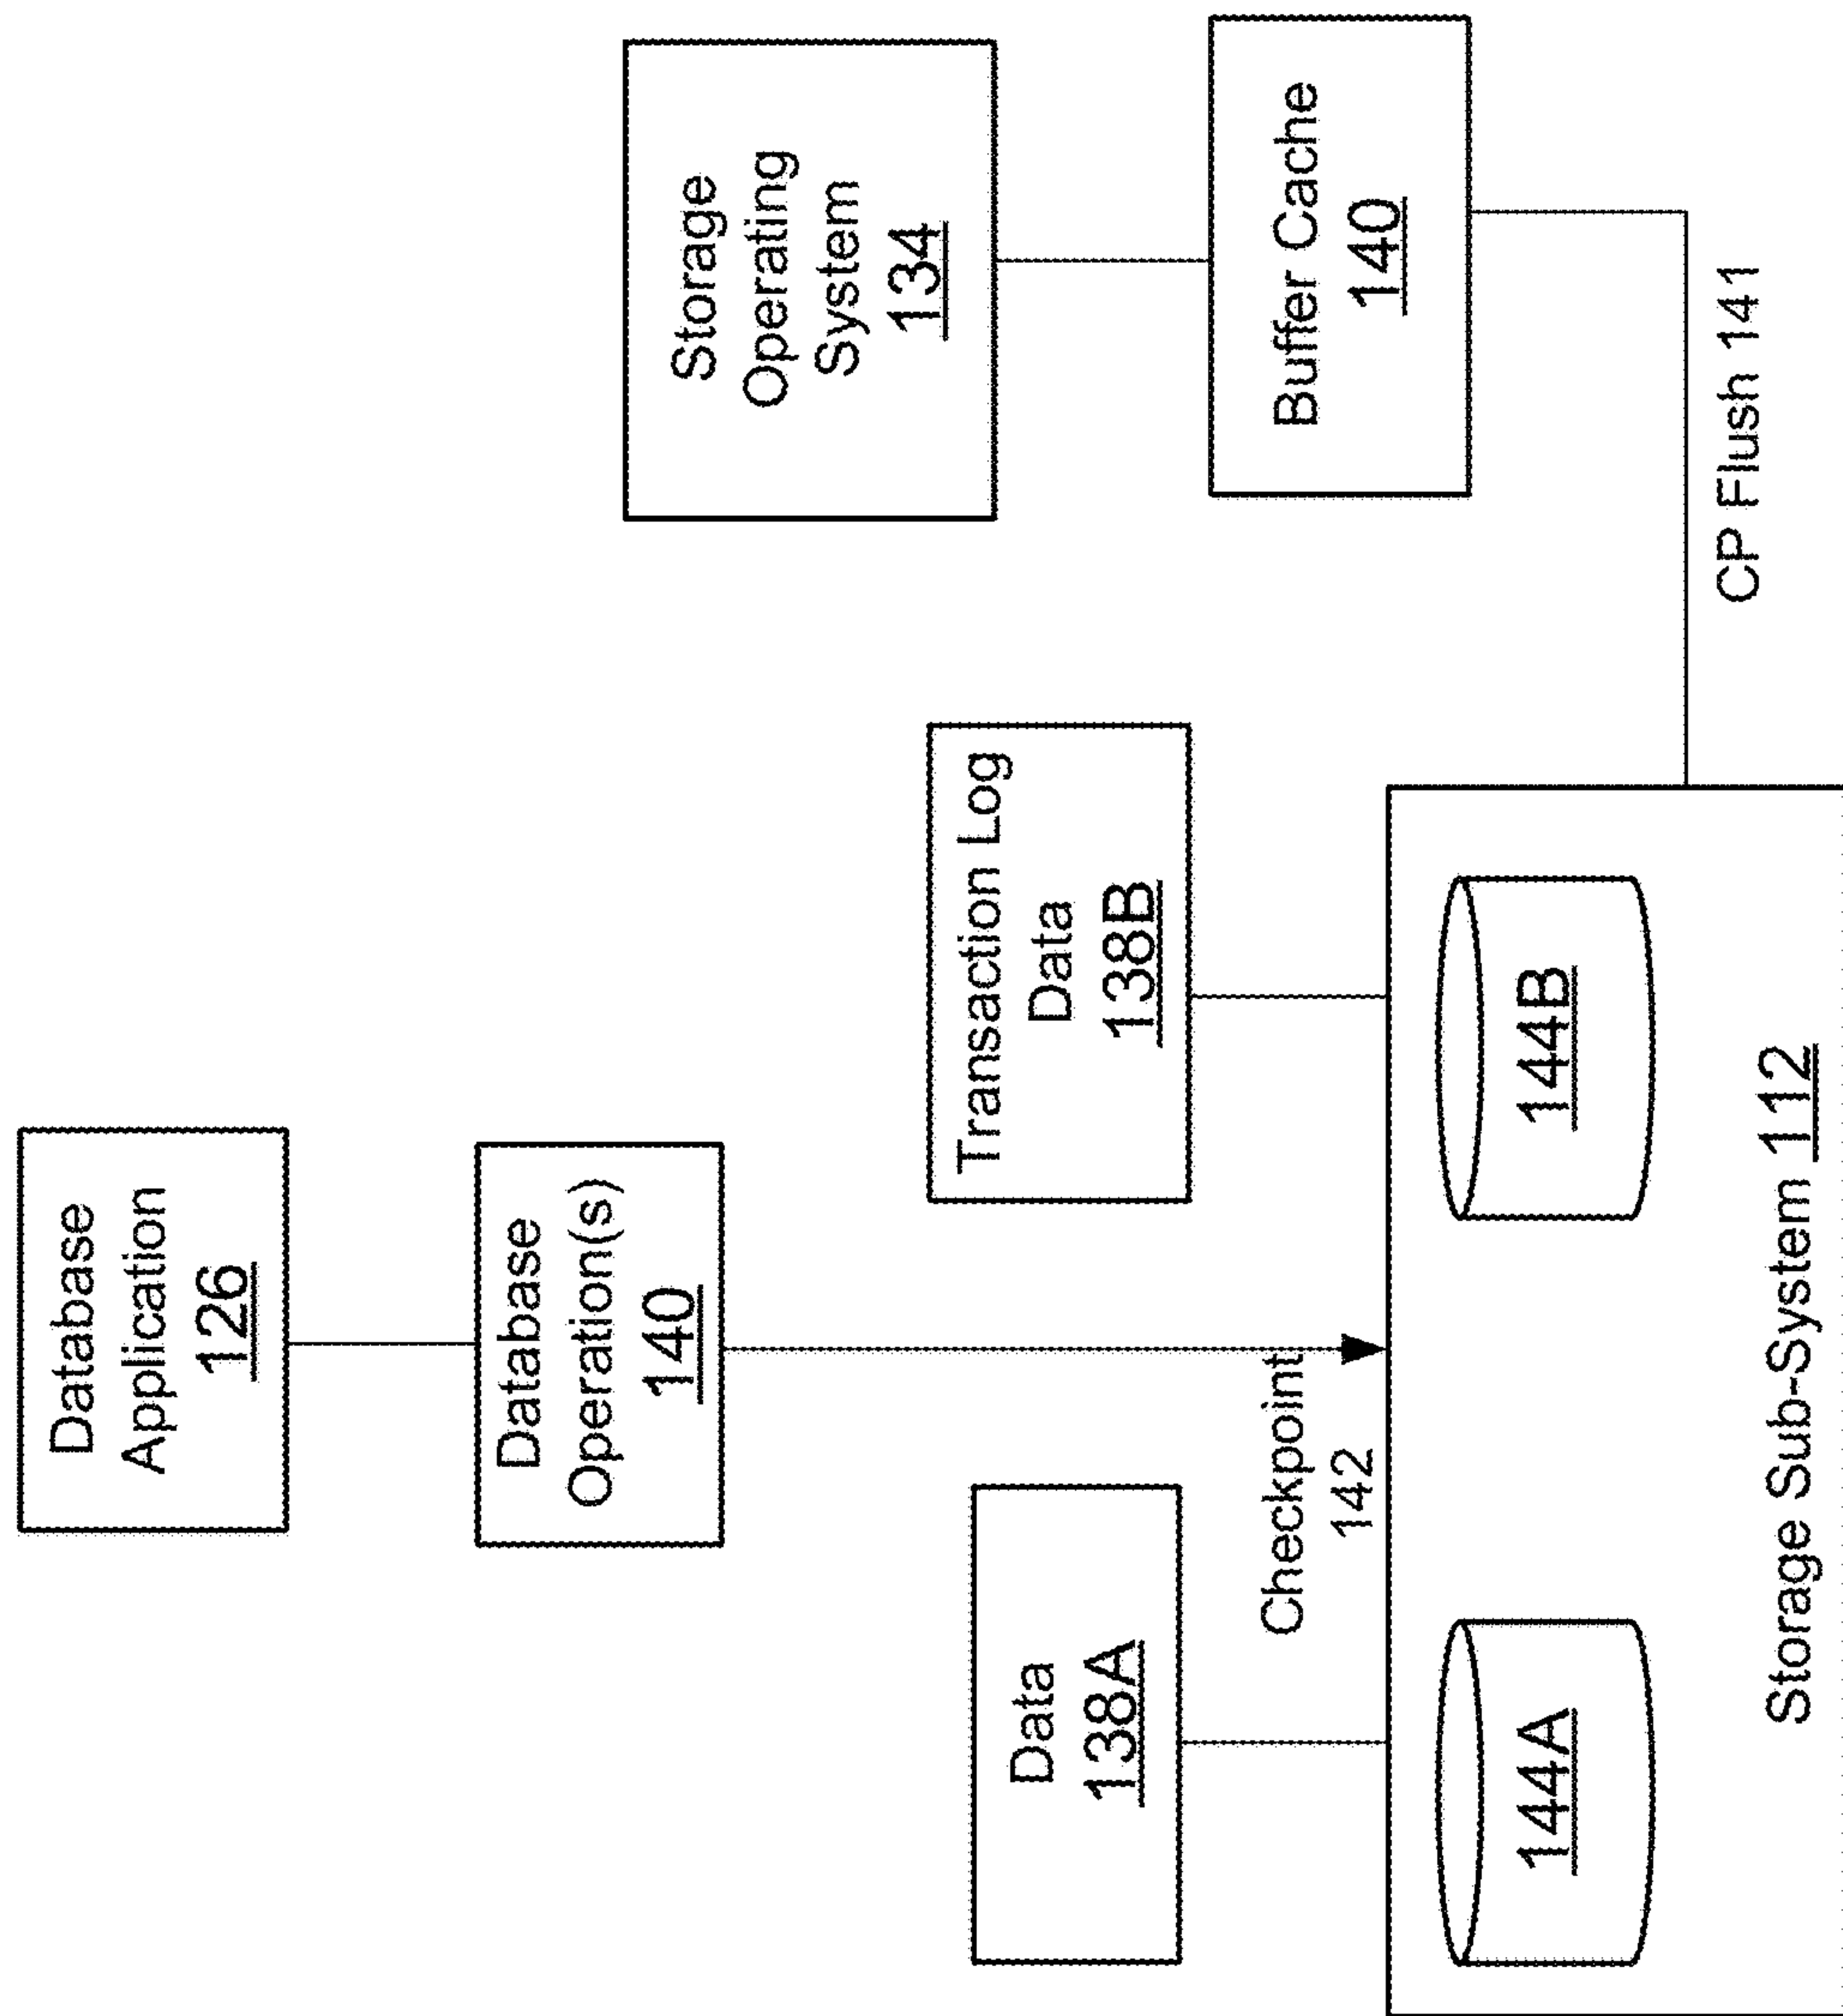 Database
Application
126
Database
Operation(s)
140
Data
138A
Checkpoint
142
Transaction Log
Data
138B
Storage
Operating
System
134
Buffer Cache
140
CP Flush 141
144A
144B
Storage Sub-System 112